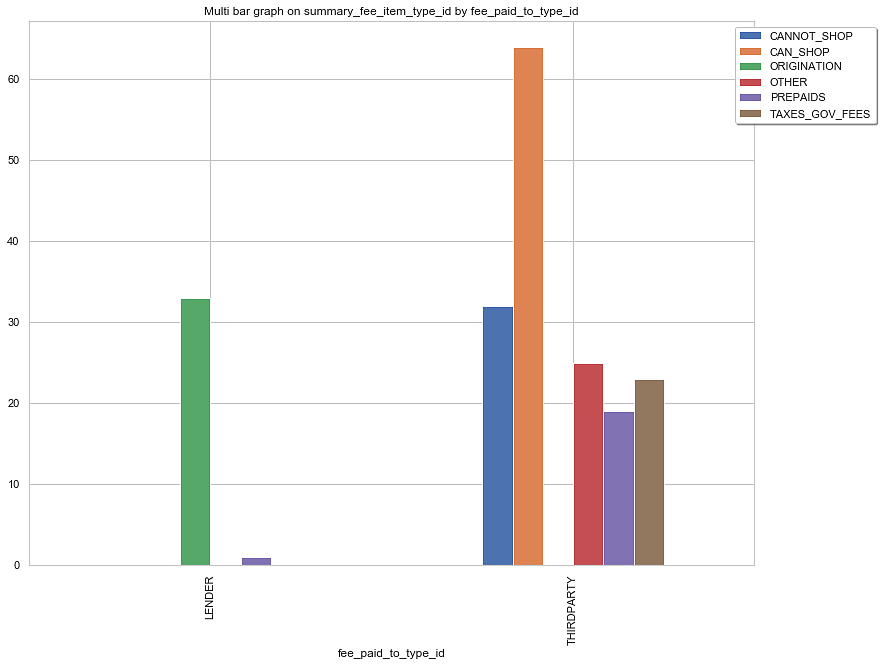 Multi bar graph on summary_fee_item_type_id by fee_paid_to_type_id
CANNOT_SHOP
CAN_SHOP
ORIGINATION
OTHER
PREPAIDS
TAXES_GOV_FEES
60
50
40
30
20
10
0
LENDER
THIRDPARTY
fee_paid_to_type_id